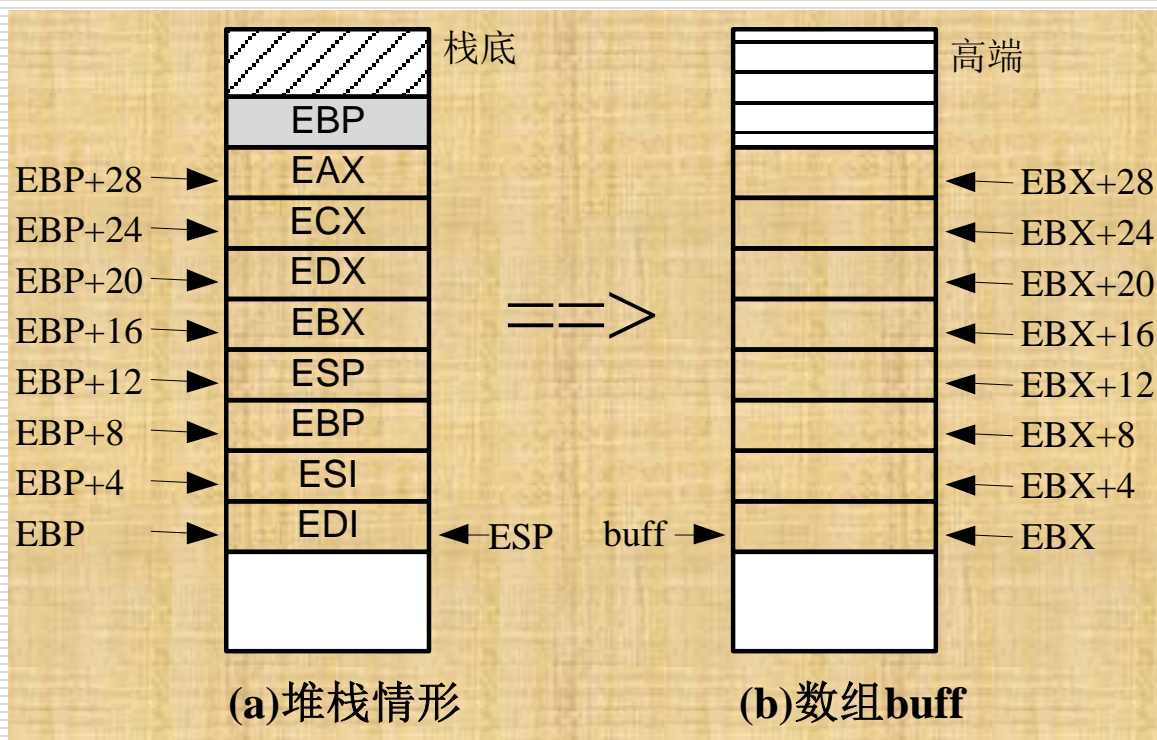 栈底
高端
EBP
EBP+28 EAX EBX+28
EBP+24 ECX EBX+24
EBP+20 EDX EBX+20
EBP+16 EBX EBX+16
EBP+12 ESP EBX+12
EBP+8 EBP EBX+8
EBP+4 ESI EBX+4
EBP EDI ESP buff EBX
(a)堆栈情形 (b)数组buff